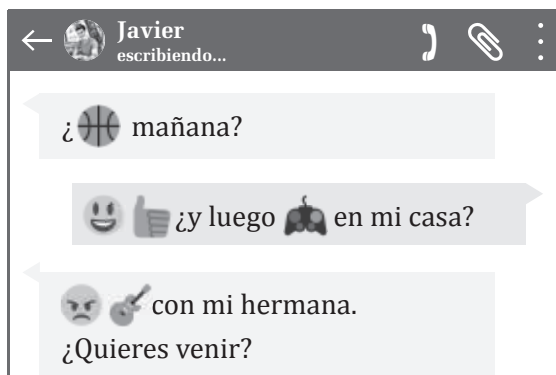 Javier
escribiendo...
¿🏀 mañana?
😃 👍 ¿y luego 🎮 en mi casa?
😠 🎸 con mi hermana.
¿Quieres venir?